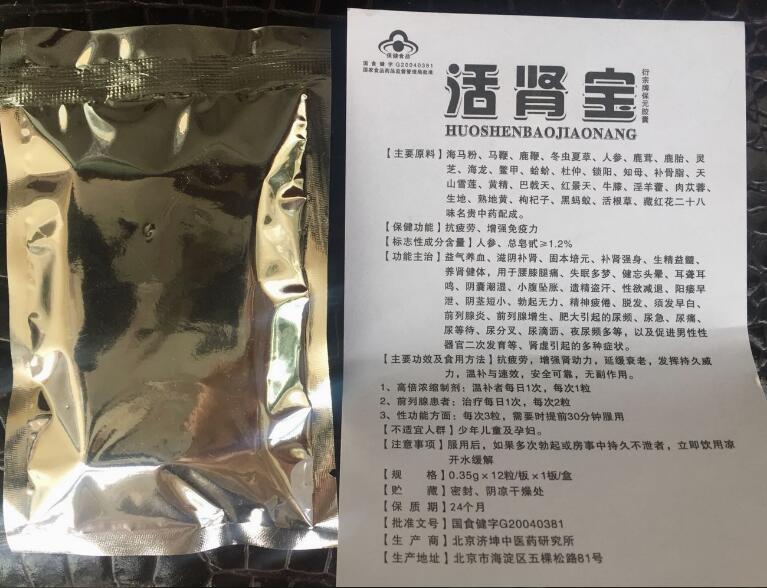 保健食品
国食健字G20040381
国家食品药品监督管理局批准
活肾宝
衍宗牌保元胶囊
HUOSHENBAOJIAONANG
【主要原料】海马粉、马鞭、鹿鞭、冬虫夏草、人参、鹿茸、鹿胎、灵
芝、海龙、鳖甲、蛤蚧、杜仲、锁阳、知母、补骨脂、天
山雪莲、黄精、巴戟天、红景天、牛膝、淫羊藿、肉苁蓉、
生地、熟地黄、枸杞子、黑蚂蚁、活根草、藏红花二十八
味名贵中药配成。
【保健功能】抗疲劳、增强免疫力
【标志性成分含量】人参、总皂甙≥1.2%
【功能主治】益气养血、滋阴补肾、固本培元、补肾强身、生精益髓、
养肾健体，用于腰膝腿痛、失眠多梦、健忘头晕、耳聋耳
鸣、阴囊潮湿、小腹坠胀、遗精盗汗、性欲减退、阳痿早
泄、阴茎短小、勃起无力、精神疲倦、脱发、须发早白、
前列腺炎、前列腺增生、肥大引起的尿频、尿急、尿痛、
尿等待、尿分叉、尿滴沥、夜尿频多等，以及促进男性性
器官二次发育等、肾虚引起的多种症状。
【主要功效及食用方法】抗疲劳，增强肾动力，延缓衰老，发挥持久威
力，温补与速效，安全可靠，无副作用。
1、高倍浓缩制剂：温补者每日1次，每次1粒
2、前列腺患者：治疗每日1次，每次2粒
3、性功能方面：每次3粒，需要时提前30分钟服用
【不适宜人群】少年儿童及孕妇。
【注意事项】服用后，如果多次勃起或房事中持久不泄者，立即饮用凉
开水缓解
【规 格】0.35g×12粒/板×1板/盒
【贮 藏】密封、阴凉干燥处
【保 质 期】24个月
【批准文号】国食健字G20040381
【生 产 商】北京济坤中医药研究所
【生产地址】北京市海淀区五棵松路81号